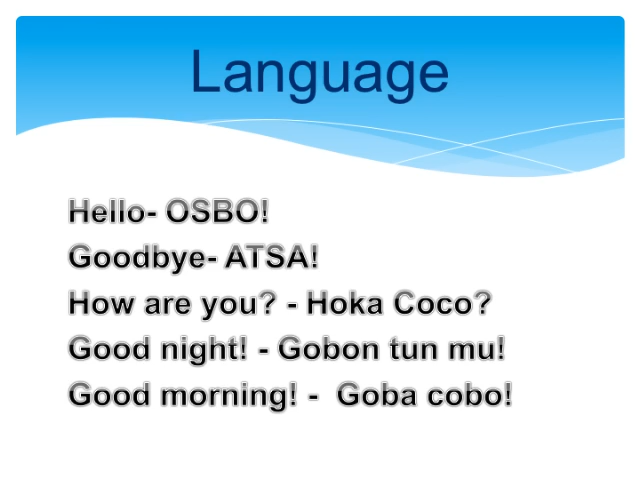 Language
Hello- OSBO!
Goodbye- ATSA!
How are you? - Hoka Coco?
Good night! - Gobon tun mu!
Good morning! -  Goba cobo!